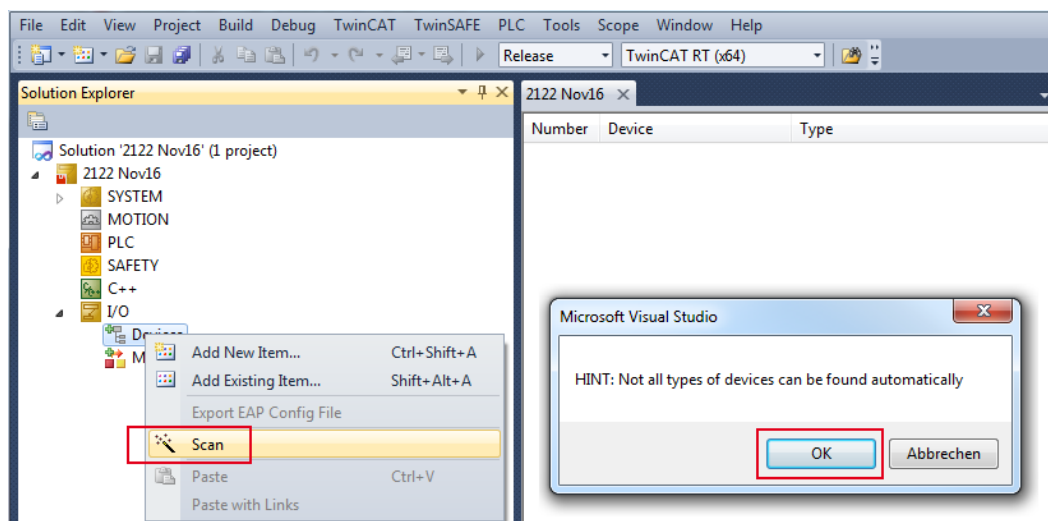 File Edit View Project Build Debug TwinCAT TwinSAFE PLC Tools Scope Window Help
Release TwinCAT RT (x64)
Solution Explorer
2122 Nov16
Number Device Type
Solution '2122 Nov16' (1 project)
2122 Nov16
SYSTEM
MOTION
PLC
SAFETY
C++
I/O
Add New Item... Ctrl+Shift+A
Add Existing Item... Shift+Alt+A
Export EAP Config File
Scan
Paste Ctrl+V
Paste with Links
Microsoft Visual Studio
HINT: Not all types of devices can be found automatically
OK Abbrechen